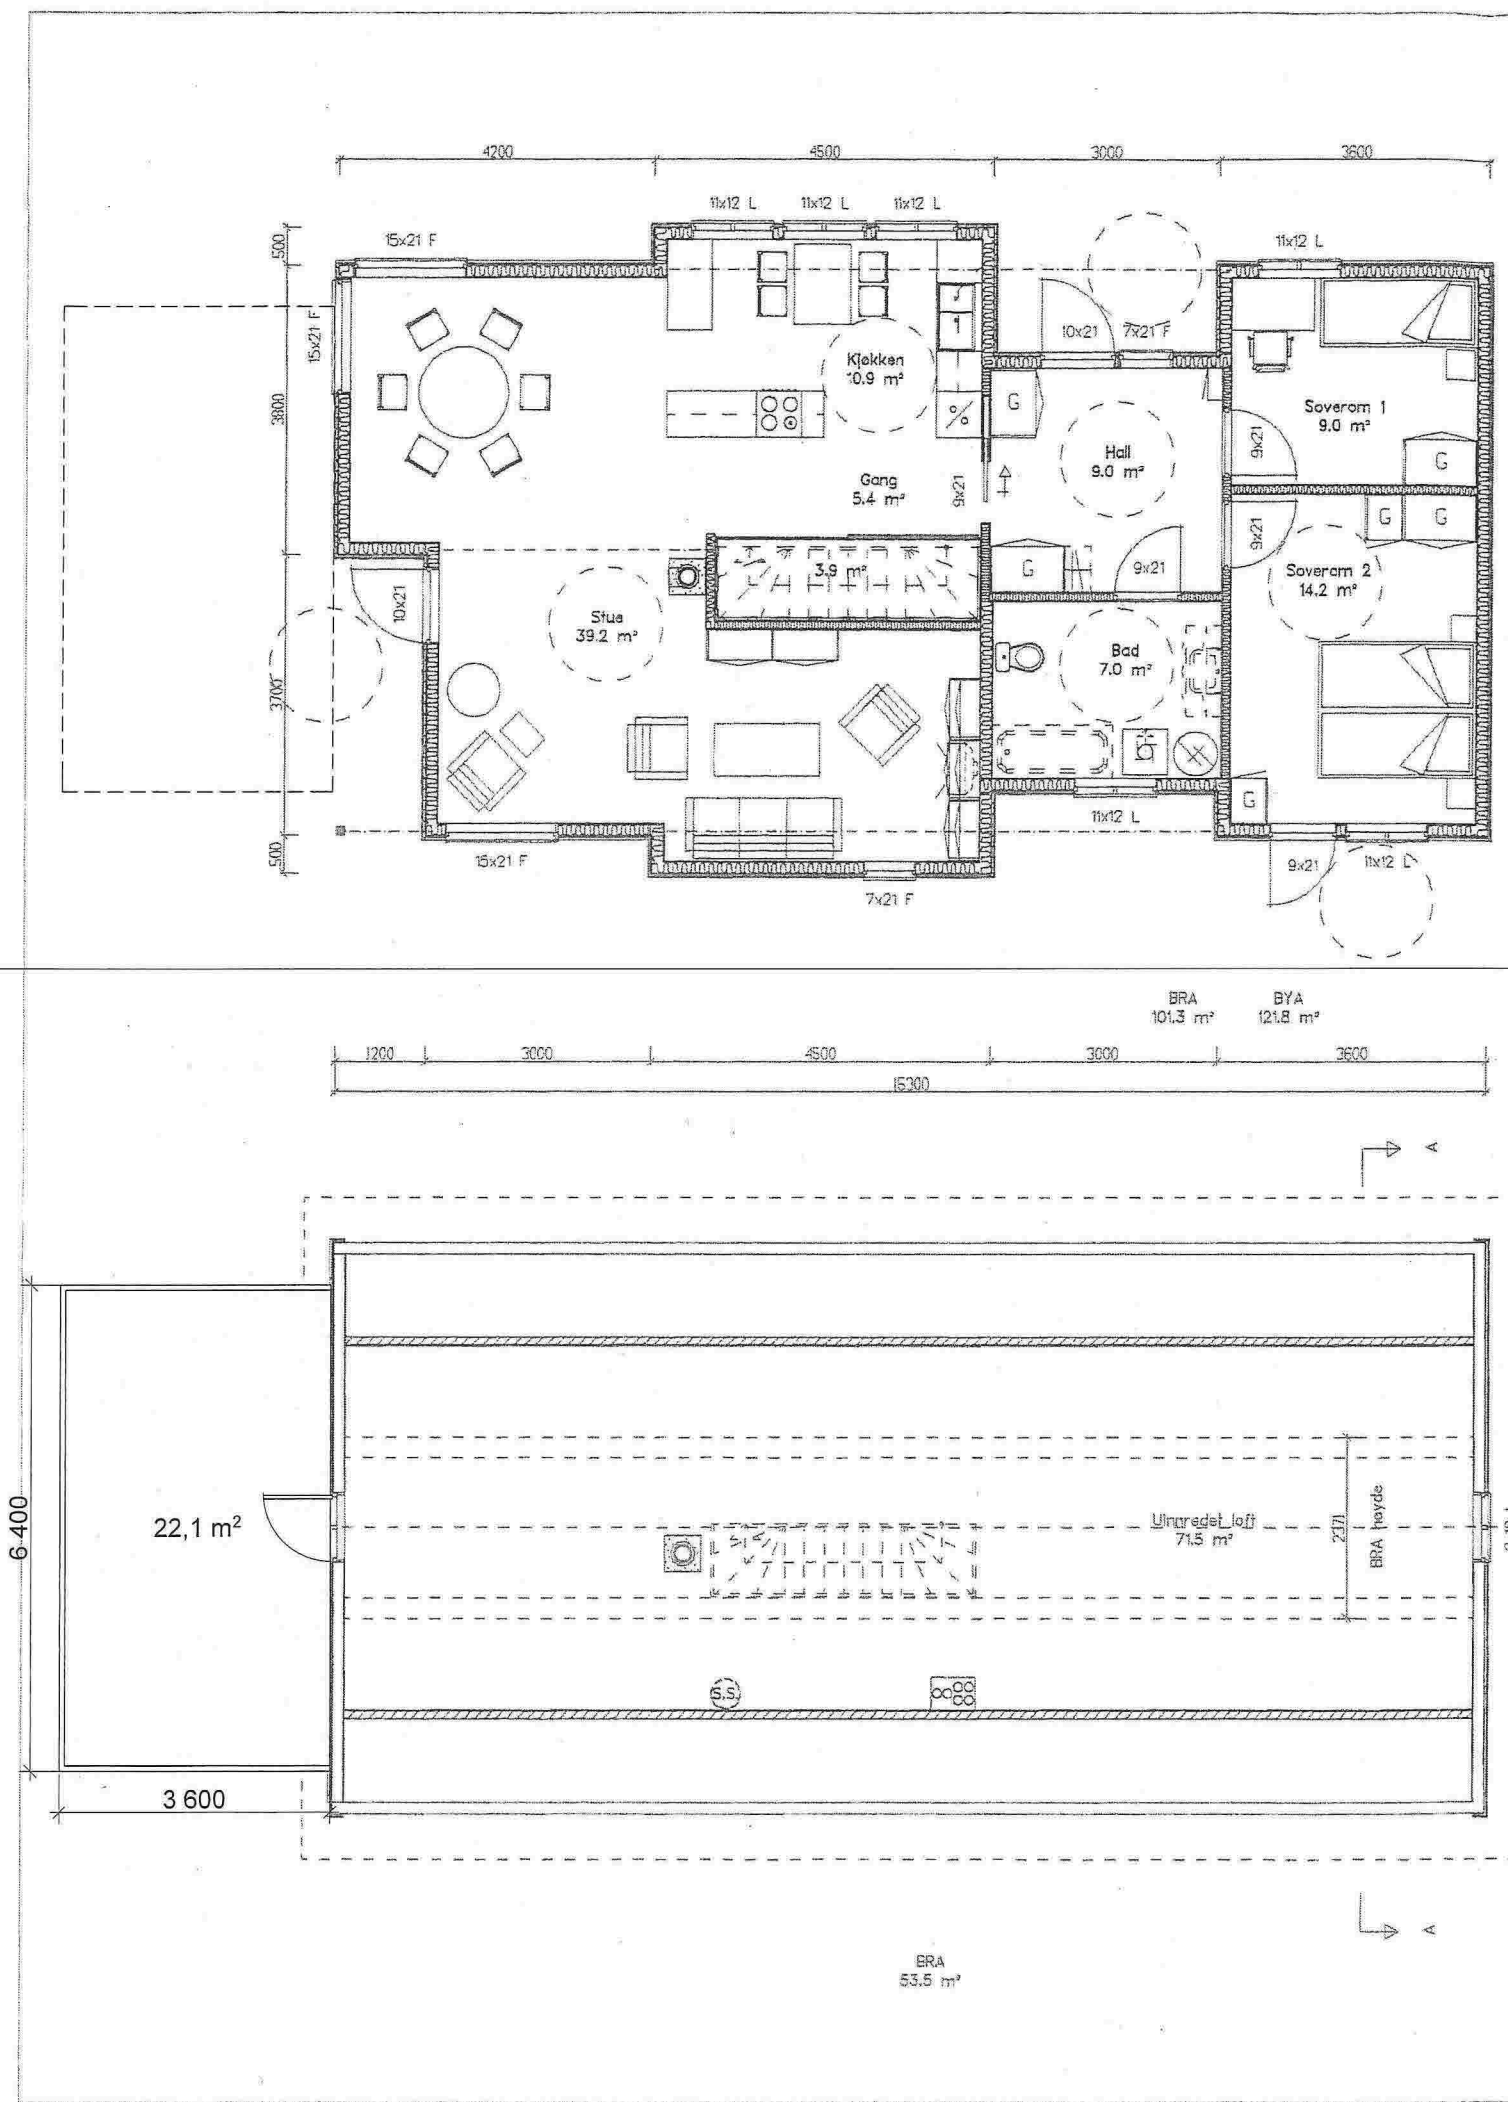 4200 4500 3000 3600
11x12 L 11x12 L 11x12 L
15x21 F
11x12 L
500
10x21 7x21 F
15x21 F
Kjøkken
10.9 m²
3800
G
Soverom 1
9.0 m²
9x21
Hall
9.0 m²
G
Gang
5.4 m²
9x21
G G
9x21
3.9 m²
G
9x21
Soverom 2
14.2 m²
10x21
Stue
39.2 m²
Bad
7.0 m²
3700
G
11x12 L
500
15x21 F
9x21
11x12 L
7x21 F
BRA BYA
101.3 m² 121.8 m²
1200 3000 4500 3000 3600
15300
A
6 400
22,1 m²
Uinnredet loft
71.5 m²
2371
BRA høyde
S.S.
3 600
A
BRA
53.5 m²